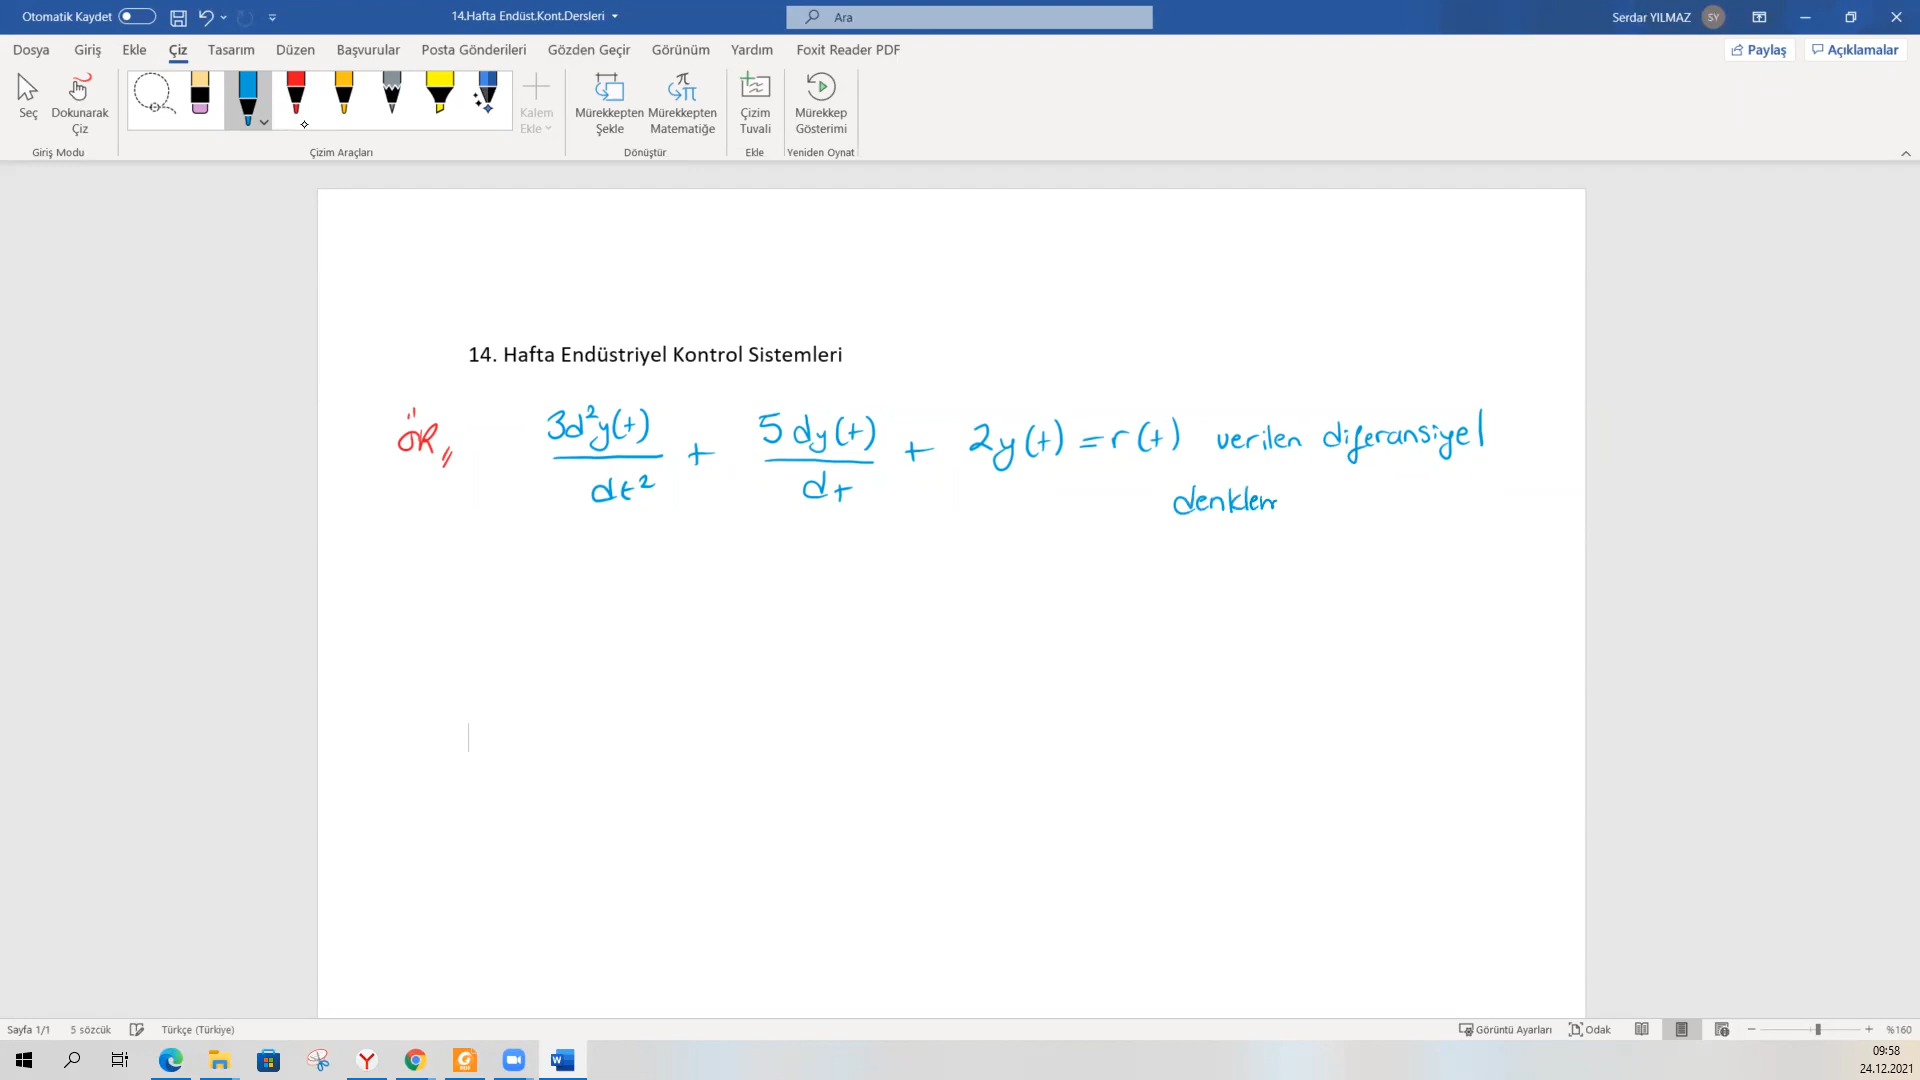 Otomatik Kaydet 14.Hafta Endüst.Kont.Dersleri Ara Serdar YILMAZ SY
Dosya Giriş Ekle Çiz Tasarım Düzen Başvurular Posta Gönderileri Gözden Geçir Görünüm Yardım Foxit Reader PDF Paylaş Açıklamalar
Seç Dokunarak Çiz Kalem Ekle Mürekkepten Şekle Mürekkepten Matematiğe Çizim Tuvali Mürekkep Gösterimi
Giriş Modu Çizim Araçları Dönüştür Ekle Yeniden Oynat
14. Hafta Endüstriyel Kontrol Sistemleri
ÖR,, 3d²y(t)/dt² + 5dy(t)/dt + 2y(t) = r(t) verilen diferansiyel
denklem
Sayfa 1/1 5 sözcük Türkçe (Türkiye) Görüntü Ayarları Odak %160
09:58
24.12.2021